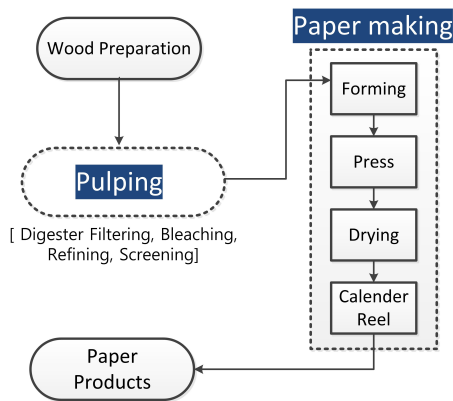 Wood Preparation
Pulping
[ Digester Filtering, Bleaching,
Refining, Screening]
Paper making
Forming
Press
Drying
Calender
Reel
Paper
Products